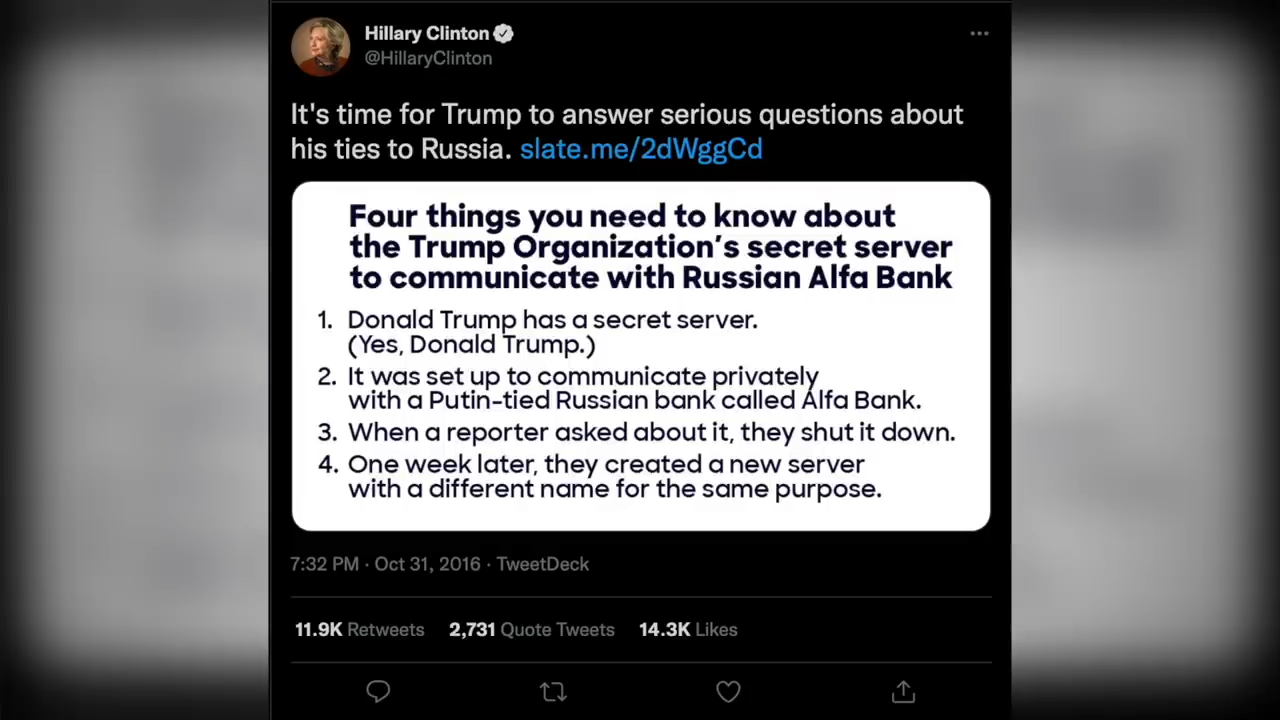 Hillary Clinton
@HillaryClinton
It's time for Trump to answer serious questions about
his ties to Russia. slate.me/2dWggCd
Four things you need to know about
the Trump Organization's secret server
to communicate with Russian Alfa Bank
1. Donald Trump has a secret server.
(Yes, Donald Trump.)
2. It was set up to communicate privately
with a Putin-tied Russian bank called Alfa Bank.
3. When a reporter asked about it, they shut it down.
4. One week later, they created a new server
with a different name for the same purpose.
7:32 PM · Oct 31, 2016 · TweetDeck
11.9K Retweets 2,731 Quote Tweets 14.3K Likes